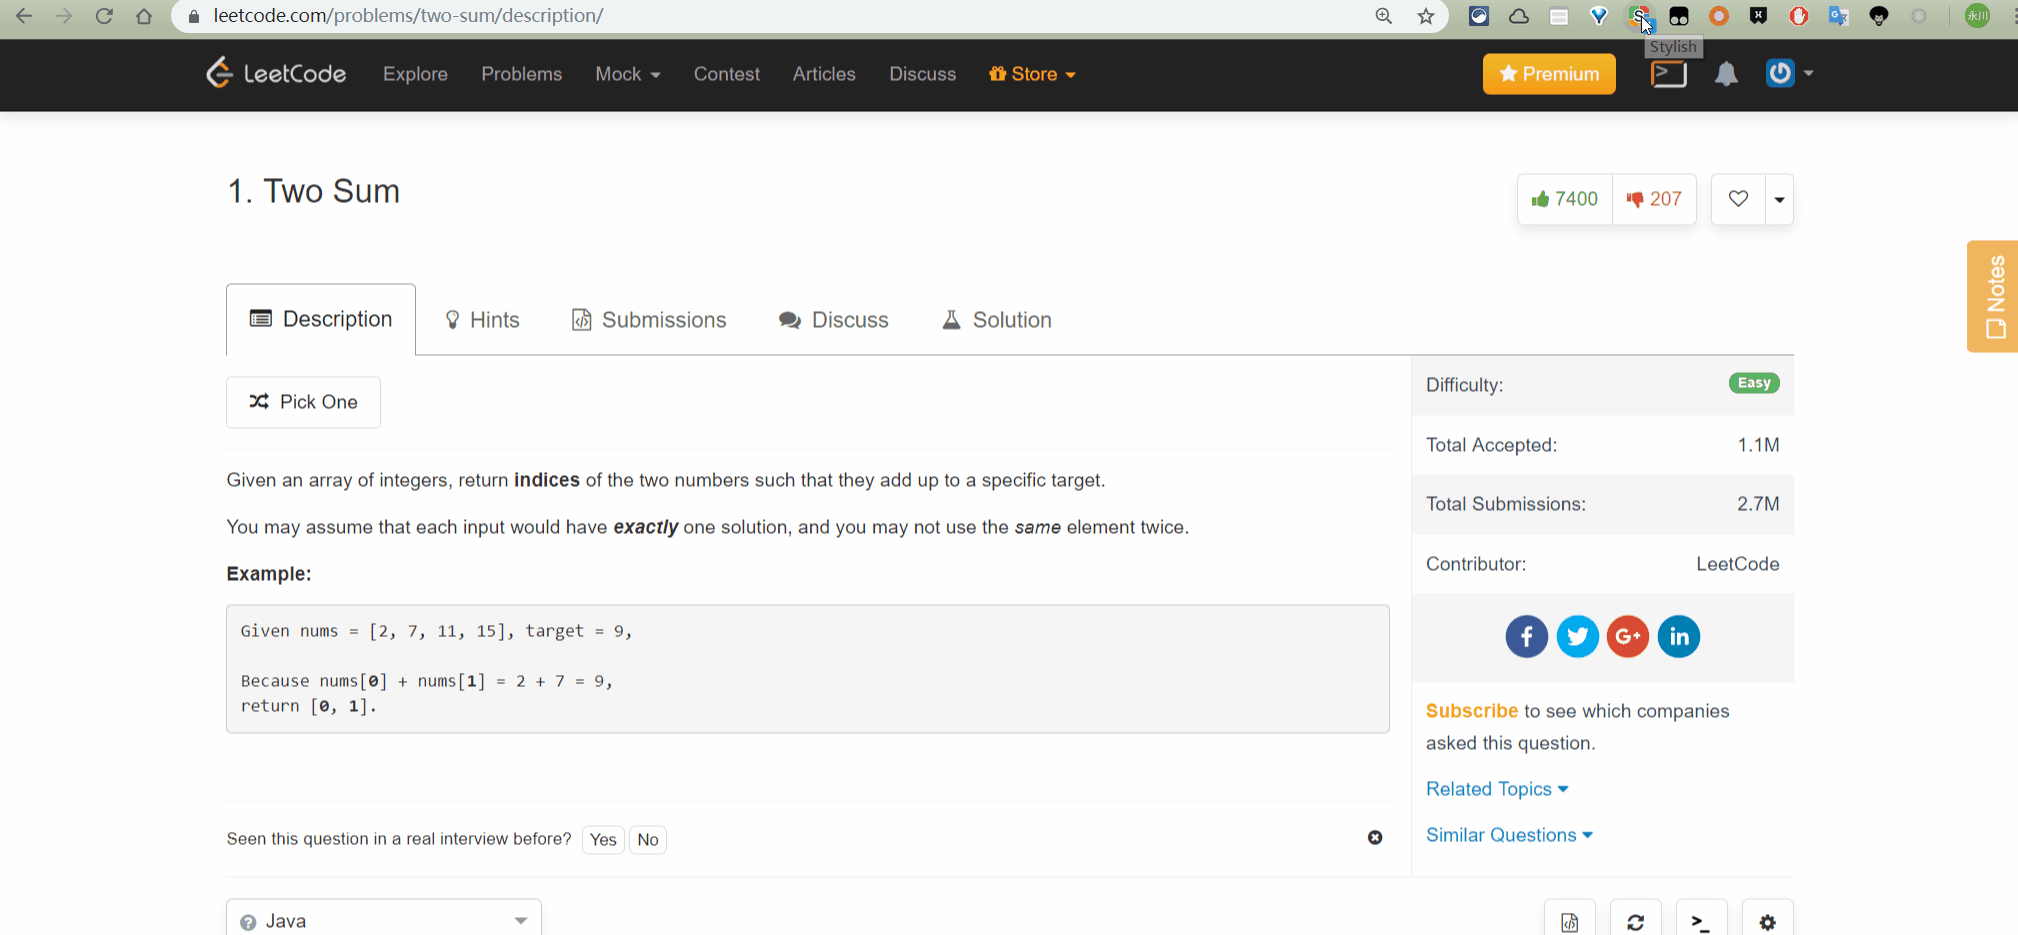 leetcode.com/problems/two-sum/description/
永川
Stylish
LeetCode Explore Problems Mock Contest Articles Discuss Store Premium
1. Two Sum
7400 207
Notes
Description Hints Submissions Discuss Solution
Pick One
Given an array of integers, return indices of the two numbers such that they add up to a specific target.
You may assume that each input would have exactly one solution, and you may not use the same element twice.
Example:
Given nums = [2, 7, 11, 15], target = 9,
Because nums[0] + nums[1] = 2 + 7 = 9,
return [0, 1].
Seen this question in a real interview before? Yes No
Java
Difficulty: Easy
Total Accepted: 1.1M
Total Submissions: 2.7M
Contributor: LeetCode
f G+ in
Subscribe to see which companies
asked this question.
Related Topics
Similar Questions